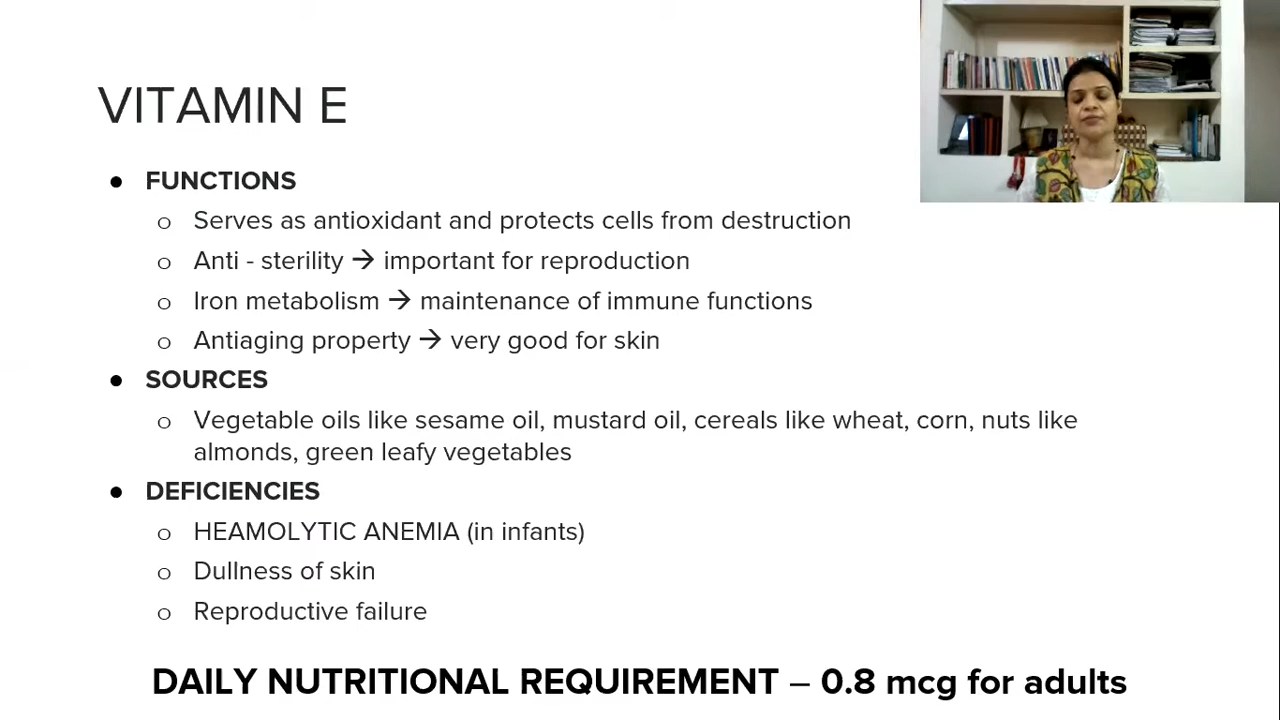 VITAMIN E
● FUNCTIONS
o Serves as antioxidant and protects cells from destruction
o Anti - sterility → important for reproduction
o Iron metabolism → maintenance of immune functions
o Antiaging property → very good for skin
● SOURCES
o Vegetable oils like sesame oil, mustard oil, cereals like wheat, corn, nuts like
almonds, green leafy vegetables
● DEFICIENCIES
o HEAMOLYTIC ANEMIA (in infants)
o Dullness of skin
o Reproductive failure
DAILY NUTRITIONAL REQUIREMENT – 0.8 mcg for adults